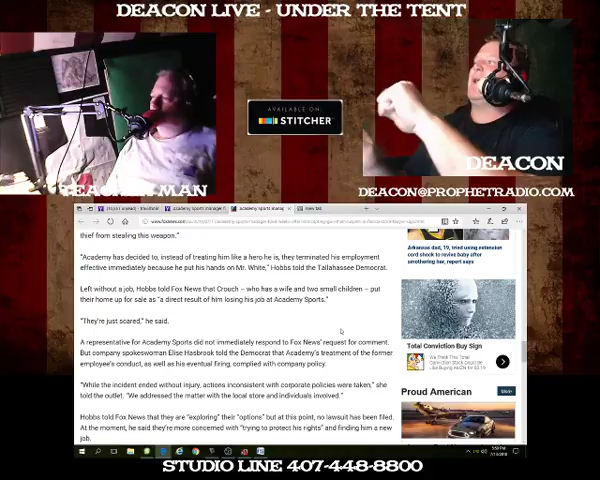 DEACON LIVE - UNDER THE TENT
AVAILABLE ON:
STITCHER
DEACON
MAN
DEACON@PROPHETRADIO.COM
Academy sports manager f
Academy sports manag
New tab
thief from stealing this weapon."
"Academy has decided to, instead of treating him like a hero he is, they terminated his employment
effective immediately because he put his hands on Mr. White," Hobbs told the Tallahassee Democrat.
Left without a job, Hobbs told Fox News that Crouch – who has a wife and two small children – put
their home up for sale as "a direct result of him losing his job at Academy Sports."
"They're just scared," he said.
A representative for Academy Sports did not immediately respond to Fox News' request for comment.
But company spokeswoman Elise Hasbrook told the Democrat that Academy's treatment of the former
employee's conduct, as well as his eventual firing, complied with company policy.
"While the incident ended without injury, actions inconsistent with corporate policies were taken," she
told the outlet. "We addressed the matter with the local store and individuals involved."
Hobbs told Fox News that they are "exploring" their "options" but at this point, no lawsuit has been filed.
At the moment, he said they're more concerned with "trying to protect his rights" and finding him a new
job.
Arkansas dad, 19, tried using extension
cord shock to revive baby after
smothering her, report says
Total Conviction Buy Sign
Proud American
STUDIO LINE 407-448-8800